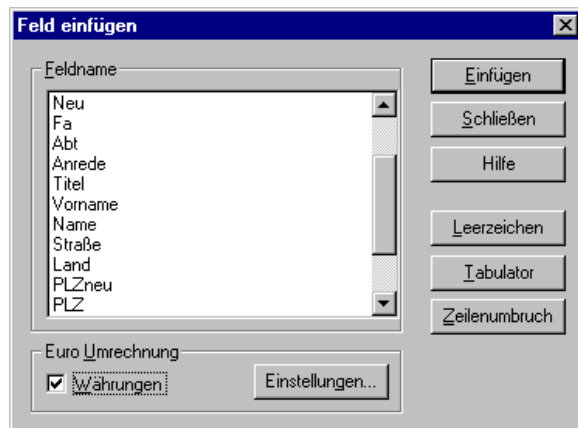 Feld einfügen
Feldname
Neu
Fa
Abt
Anrede
Titel
Vorname
Name
Straße
Land
PLZneu
PLZ
Einfügen
Schließen
Hilfe
Leerzeichen
Tabulator
Zeilenumbruch
Euro Umrechnung
Währungen
Einstellungen...